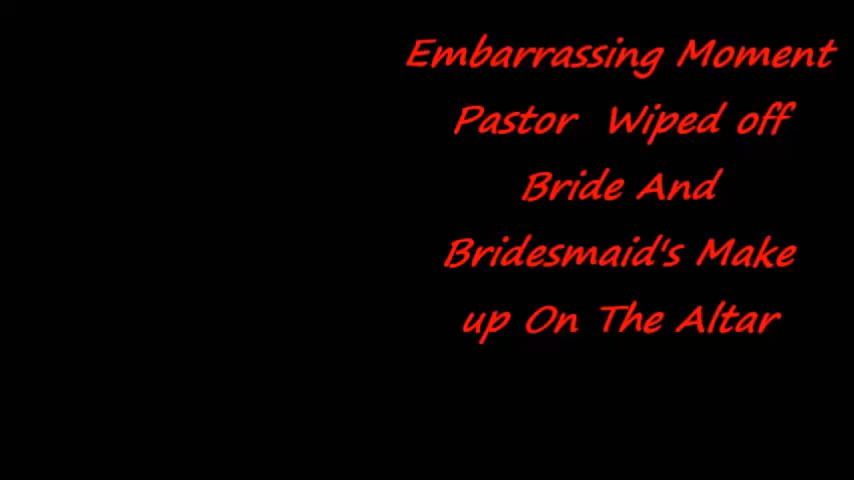 Embarrassing Moment
Pastor Wiped off
Bride And
Bridesmaid's Make
up On The Altar